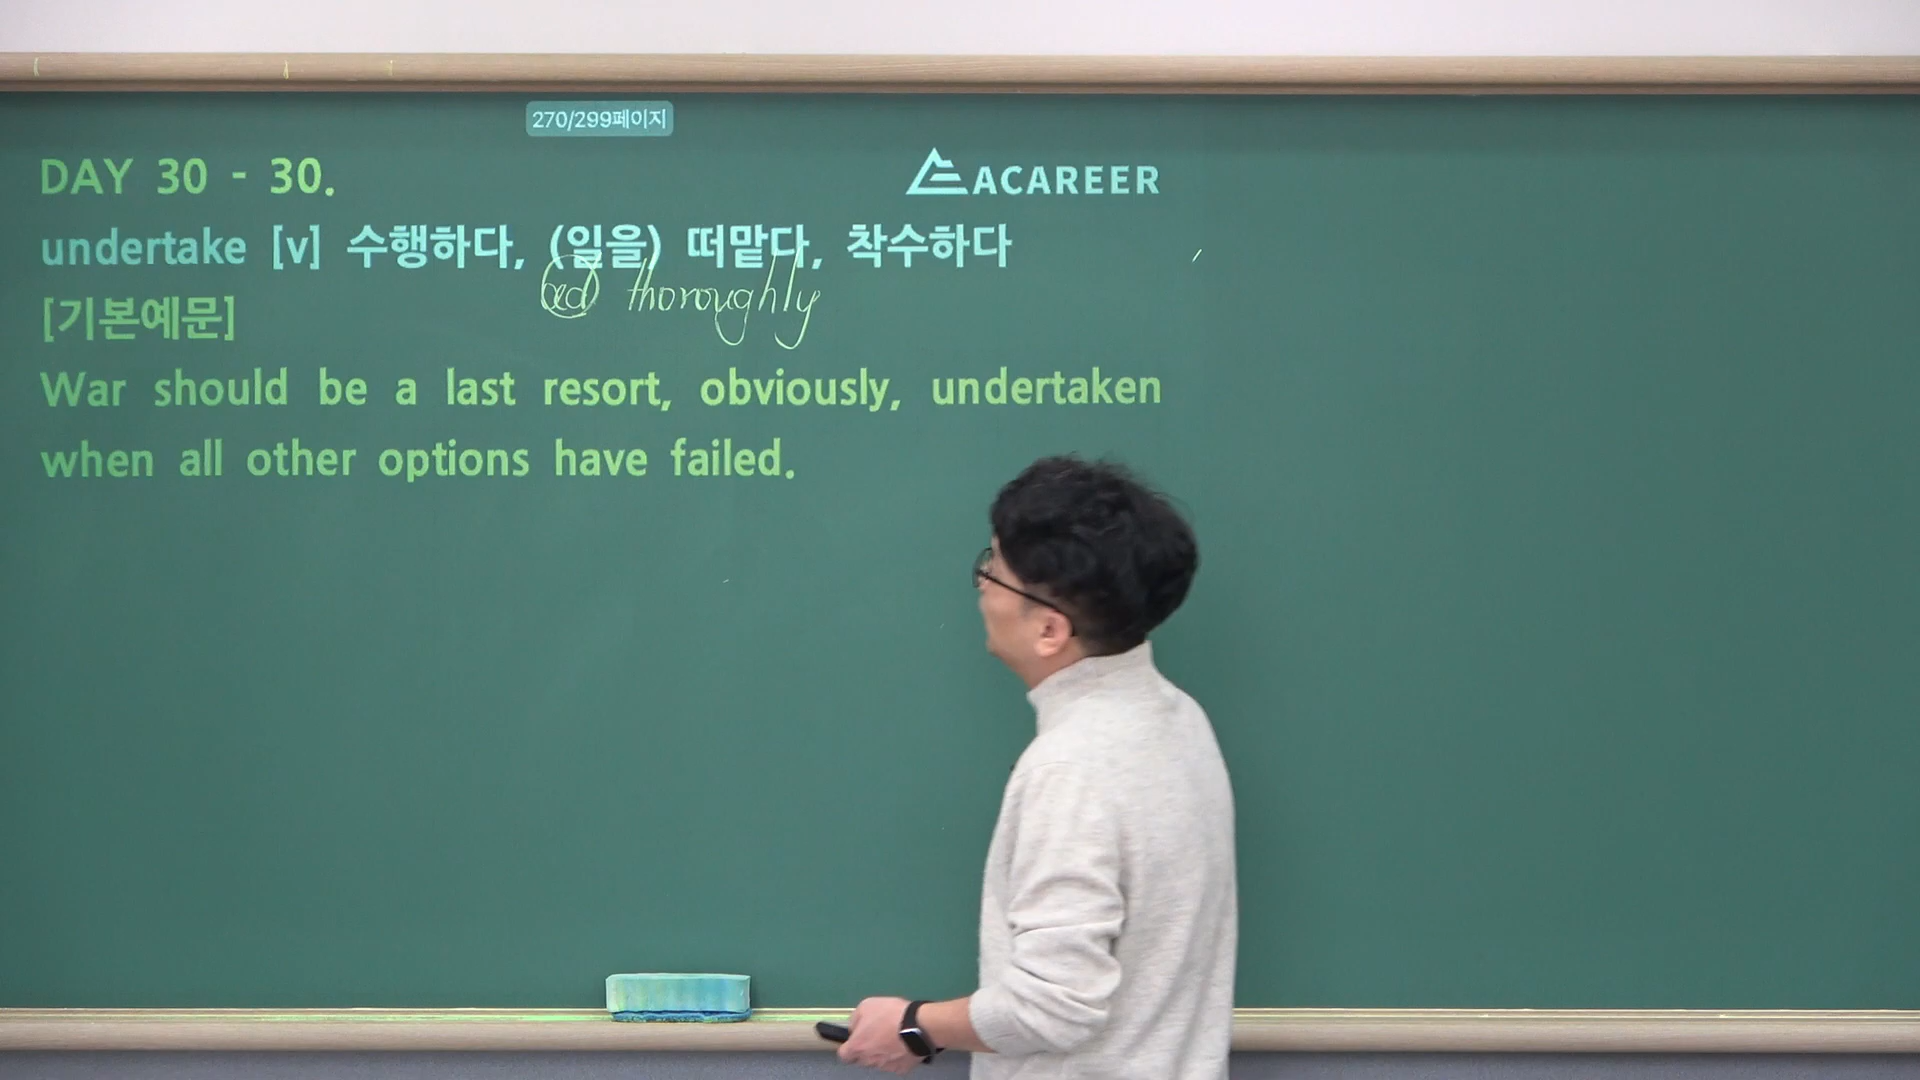 270/299페이지
DAY 30 - 30.
ACAREER
undertake [v] 수행하다, (일을) 떠맡다, 착수하다
ad thoroughly
[기본예문]
War should be a last resort, obviously, undertaken
when all other options have failed.